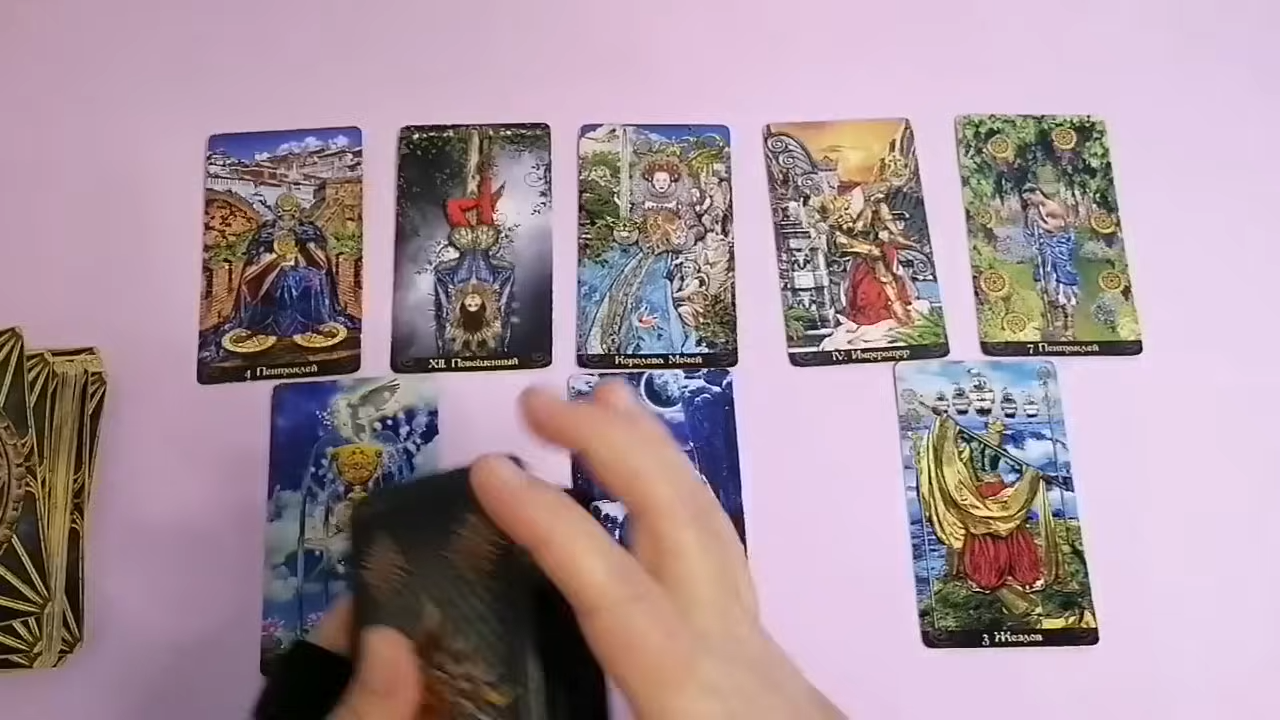 4 Пентаклей
XII. Повешенный
Королева Мечей
IV. Император
7 Пентаклей
3 Жезлов